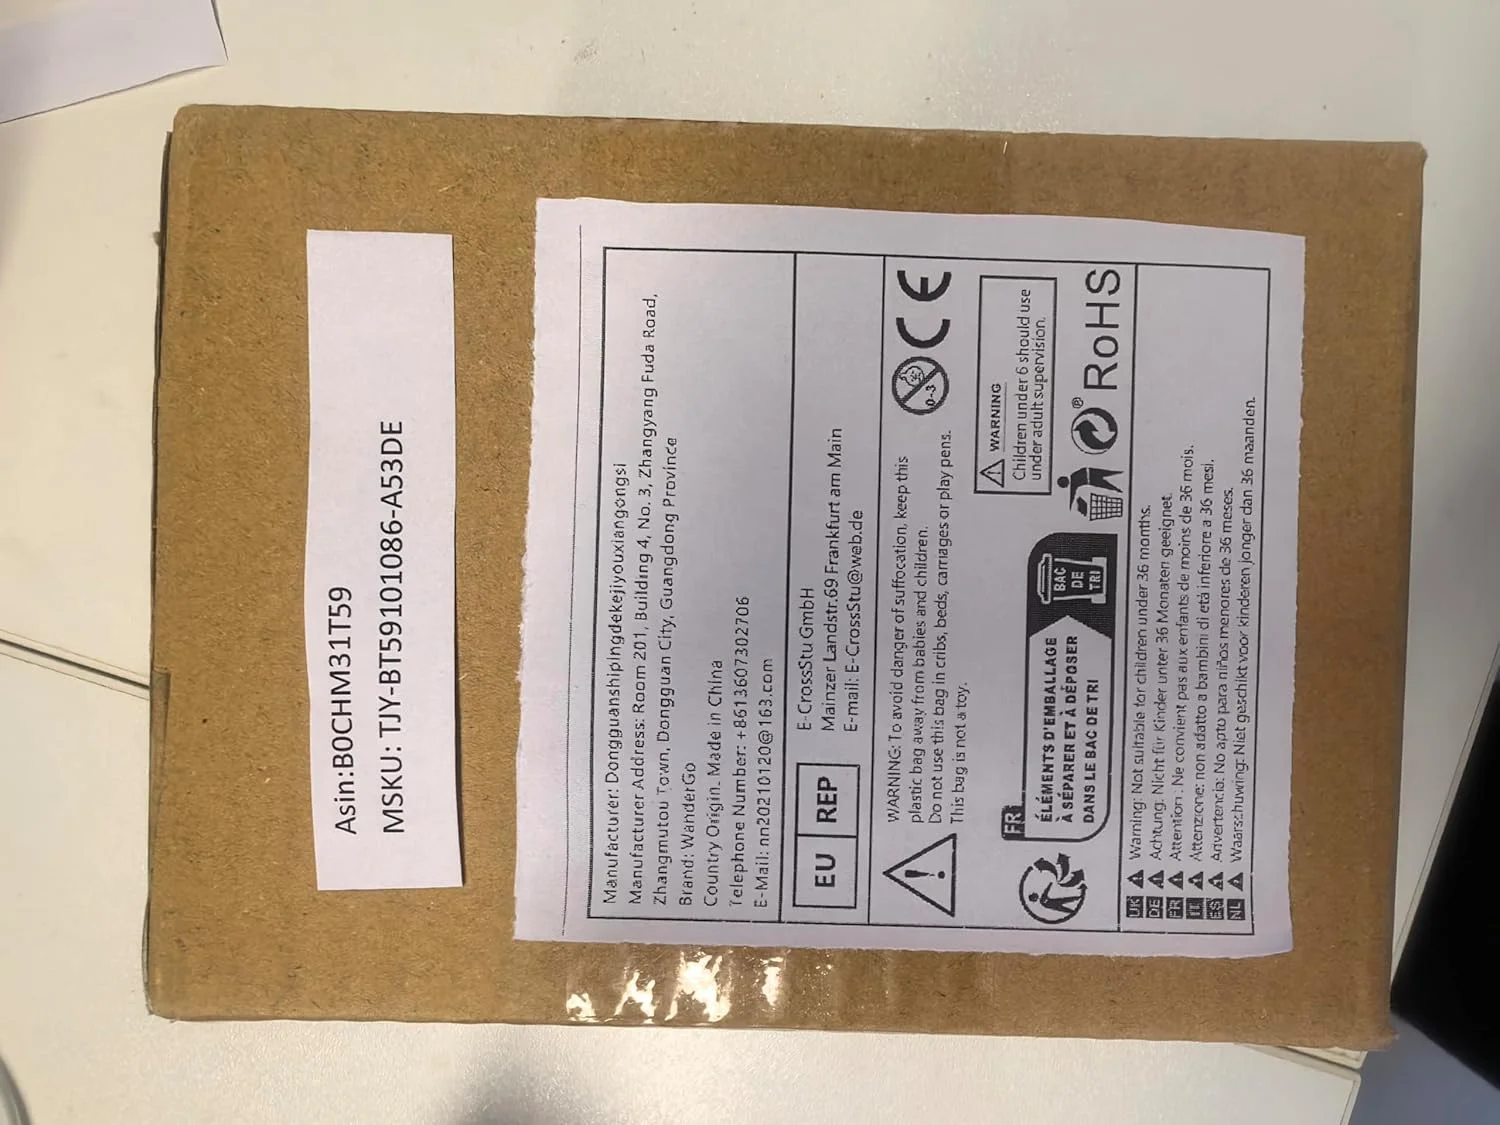 Asin:B0CHM31T59
MSKU: TJY-BT59101086-A53DE
Manufacturer: Dongguanshipingdekejiyouxiangongsi
Manufacturer Address: Room 201, Building 4, No. 3, Zhangyang Fuda Road,
Zhangmutou Town, Dongguan City, Guangdong Province
Brand: WanderGo
Country Origin. Made in China
Telephone Number: +8613607302706
E-Mail: nn20210120@163.com
EU REP
E-CrossStu GmbH
Mainzer Landstr.69 Frankfurt am Main
E-mail: E-CrossStu@web.de
WARNING: To avoid danger of suffocation, keep this
plastic bag away from babies and children.
Do not use this bag in cribs, beds, carriages or play pens.
This bag is not a toy.
0-3
CE
FR
ÉLÉMENTS D'EMBALLAGE
À SÉPARER ET À DÉPOSER
DANS LE BAC DE TRI
BAC
DE
TRI
WARNING
Children under 6 should use
under adult supervision.
® RoHS
UK Warning: Not suitable for children under 36 months.
DE Achtung: Nicht für Kinder unter 36 Monaten geeignet.
FR Attention : Ne convient pas aux enfants de moins de 36 mois.
IT Attenzione: non adatto a bambini di età inferiore a 36 mesi.
ES Anvertencia: No apto para niños menores de 36 meses.
NL Waarschuwing: Niet geschikt voor kinderen jonger dan 36 maanden.